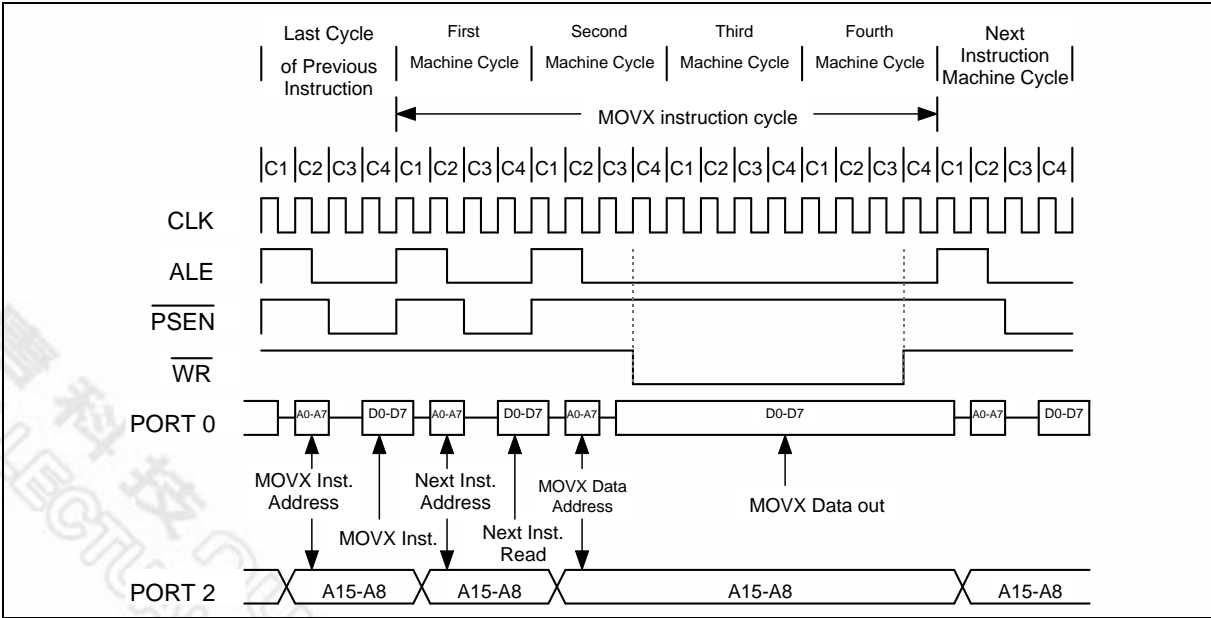 Last Cycle
of Previous
Instruction
First
Machine Cycle
Second
Machine Cycle
Third
Machine Cycle
Fourth
Machine Cycle
Next
Instruction
Machine Cycle
MOVX instruction cycle
C1 C2 C3 C4 C1 C2 C3 C4 C1 C2 C3 C4 C1 C2 C3 C4 C1 C2 C3 C4 C1 C2 C3 C4
CLK
ALE
PSEN
WR
PORT 0
A0-A7 D0-D7 A0-A7 D0-D7 A0-A7 D0-D7 A0-A7 D0-D7
MOVX Inst.
Address
MOVX Inst.
Next Inst.
Address
Next Inst.
Read
MOVX Data
Address
MOVX Data out
PORT 2
A15-A8 A15-A8 A15-A8 A15-A8